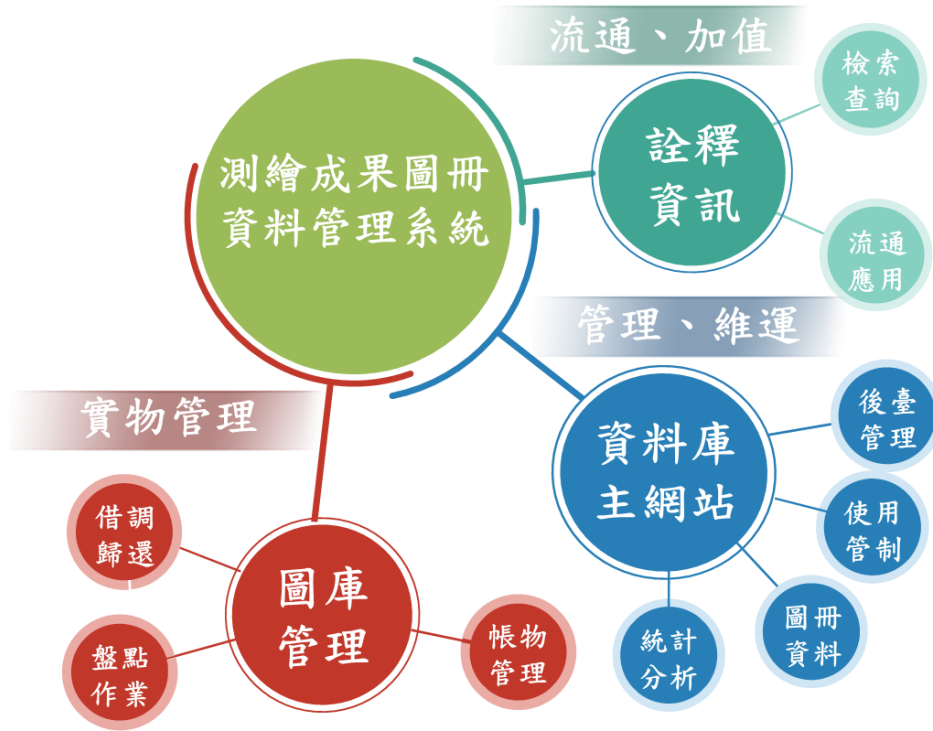 流通、加值
檢索
查詢
測繪成果圖冊
資料管理系統
詮釋
資訊
流通
應用
管理、維運
實物管理
後臺
管理
資料庫
主網站
使用
管制
借調
歸還
圖庫
管理
圖冊
資料
盤點
作業
帳物
管理
統計
分析